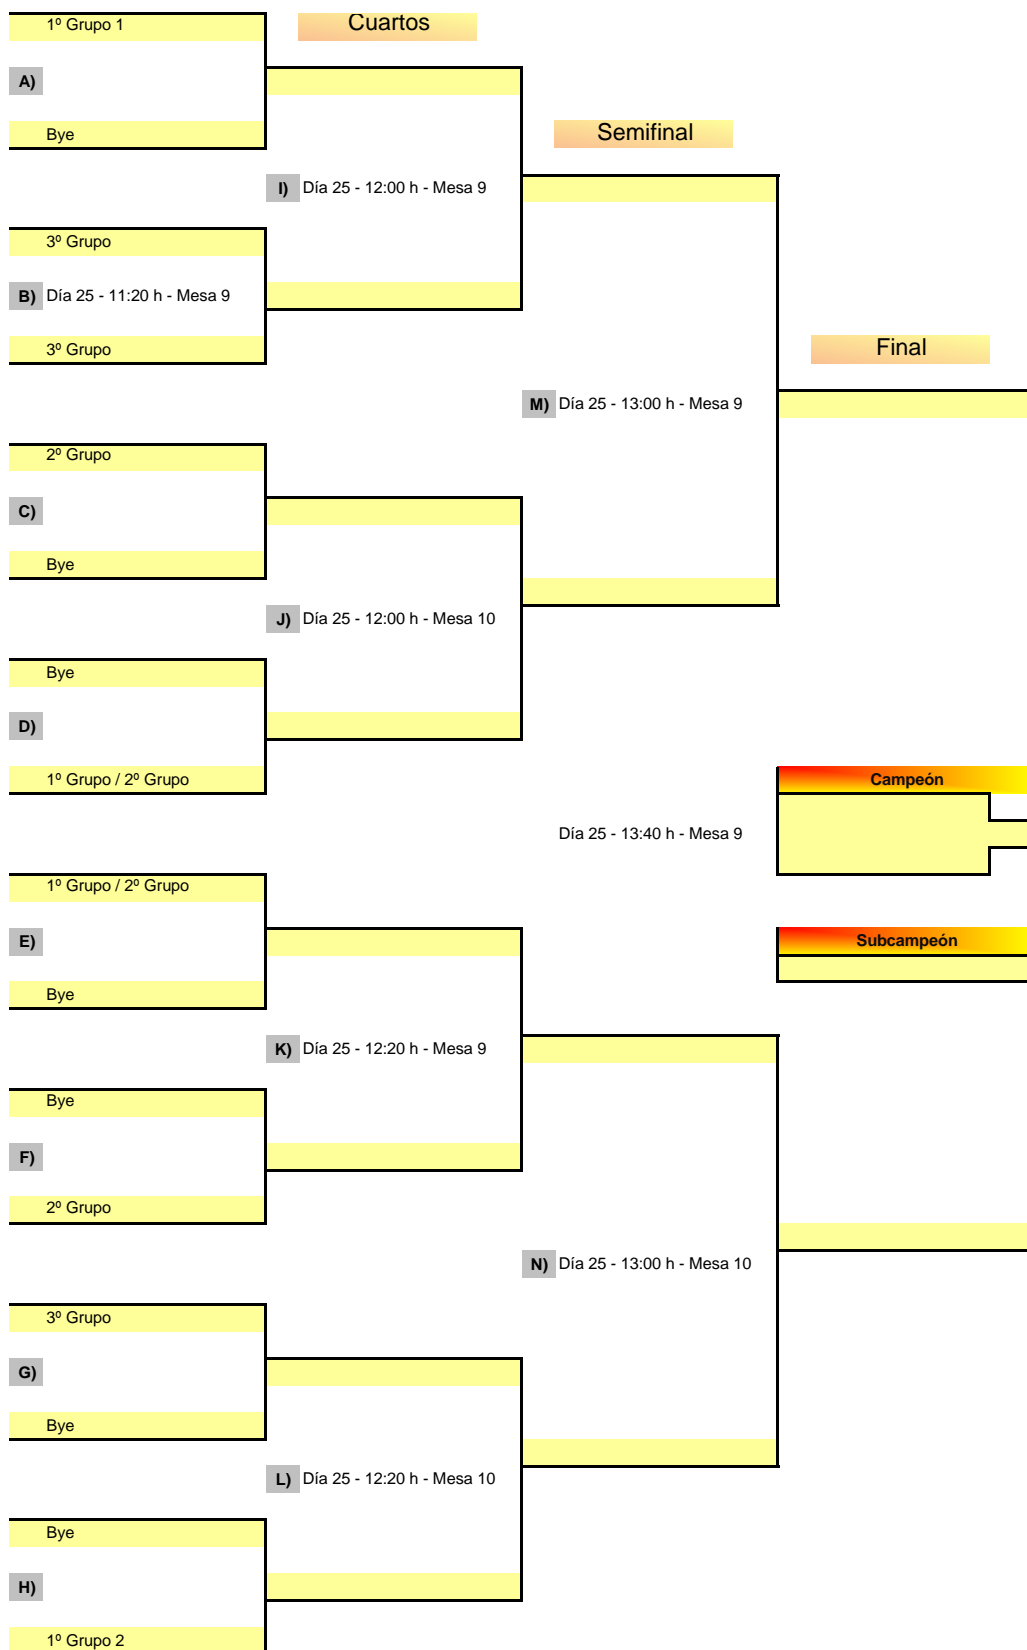 1º Grupo 1
Cuartos
A)
Bye
Semifinal
I) Día 25 - 12:00 h - Mesa 9
3º Grupo
B) Día 25 - 11:20 h - Mesa 9
3º Grupo
Final
M) Día 25 - 13:00 h - Mesa 9
2º Grupo
C)
Bye
J) Día 25 - 12:00 h - Mesa 10
Bye
D)
1º Grupo / 2º Grupo
Campeón
Día 25 - 13:40 h - Mesa 9
1º Grupo / 2º Grupo
E)
Subcampeón
Bye
K) Día 25 - 12:20 h - Mesa 9
Bye
F)
2º Grupo
N) Día 25 - 13:00 h - Mesa 10
3º Grupo
G)
Bye
L) Día 25 - 12:20 h - Mesa 10
Bye
H)
1º Grupo 2